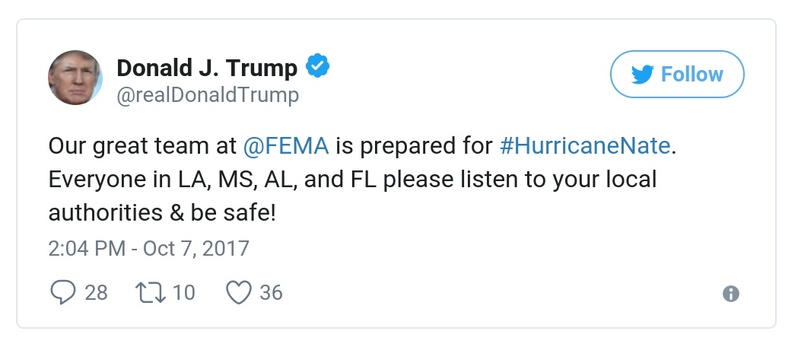 Donald J. Trump
Follow
@realDonaldTrump
Our great team at @FEMA is prepared for #HurricaneNate.
Everyone in LA, MS, AL, and FL please listen to your local
authorities & be safe!
2:04 PM - Oct 7, 2017
28 10 36